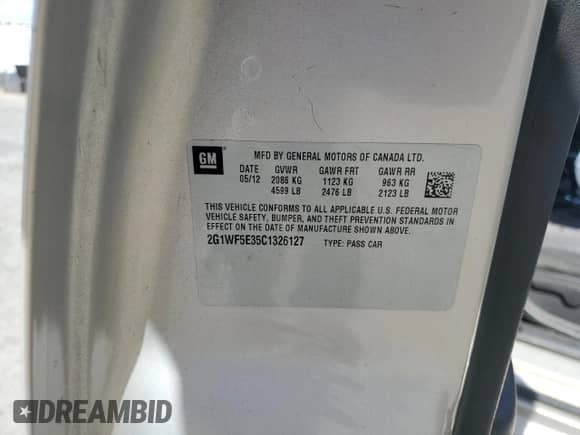 GM
MFD BY GENERAL MOTORS OF CANADA LTD.
DATE GVWR GAWR FRT GAWR RR
05/12 2086 KG 1123 KG 963 KG
4599 LB 2476 LB 2123 LB
THIS VEHICLE CONFORMS TO ALL APPLICABLE U.S. FEDERAL MOTOR
VEHICLE SAFETY, BUMPER, AND THEFT PREVENTION STANDARDS IN
EFFECT ON THE DATE OF MANUFACTURE SHOWN ABOVE.
2G1WF5E35C1326127 TYPE: PASS CAR
DREAMBID